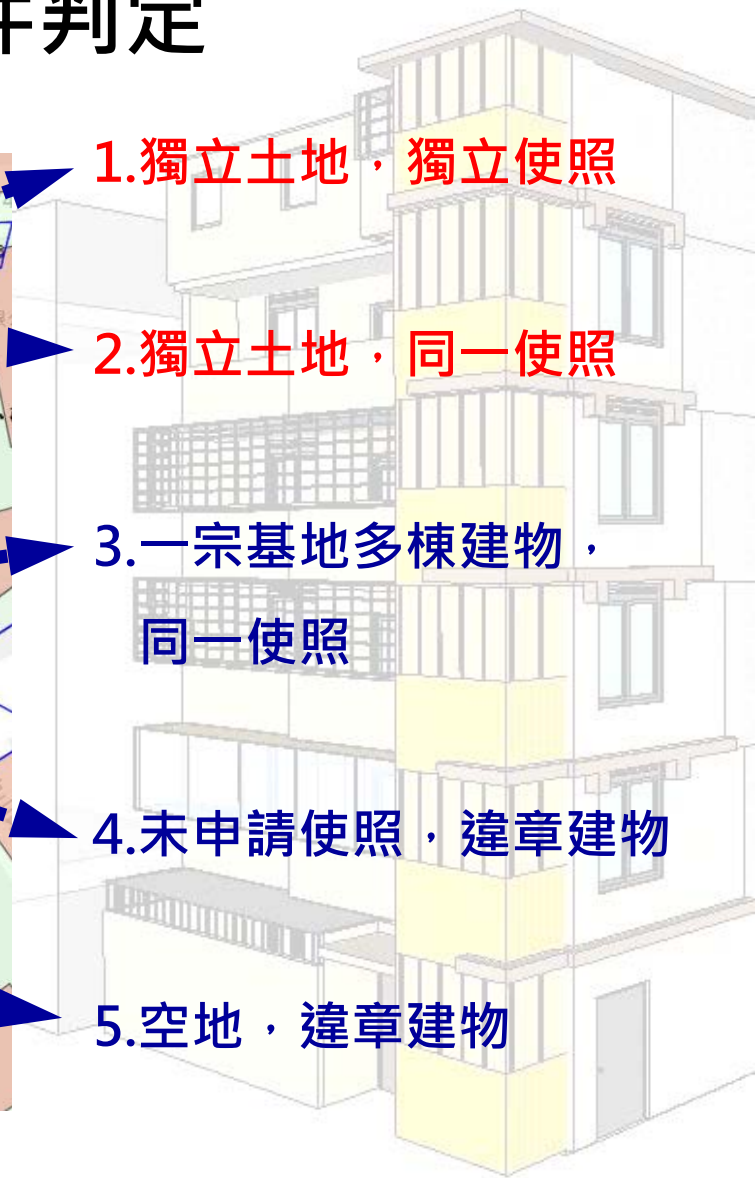 件判定
1.獨立土地，獨立使照
2.獨立土地，同一使照
3.一宗基地多棟建物，
同一使照
4.未申請使照，違章建物
5.空地，違章建物